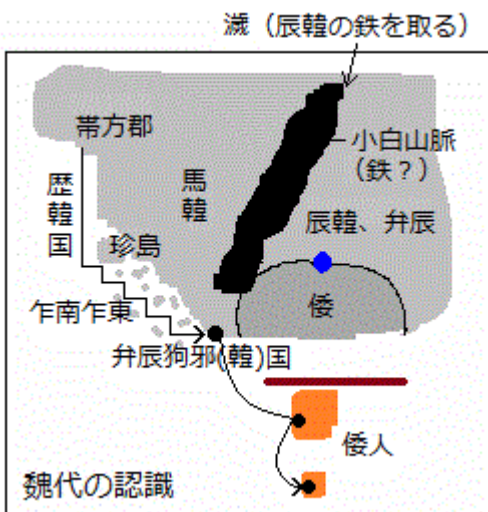 濊（辰韓の鉄を取る）
帯方郡
小白山脈
（鉄？）
馬韓
歴韓国
辰韓、弁辰
珍島
倭
乍南乍東
弁辰狗邪(韓)国
倭人
魏代の認識